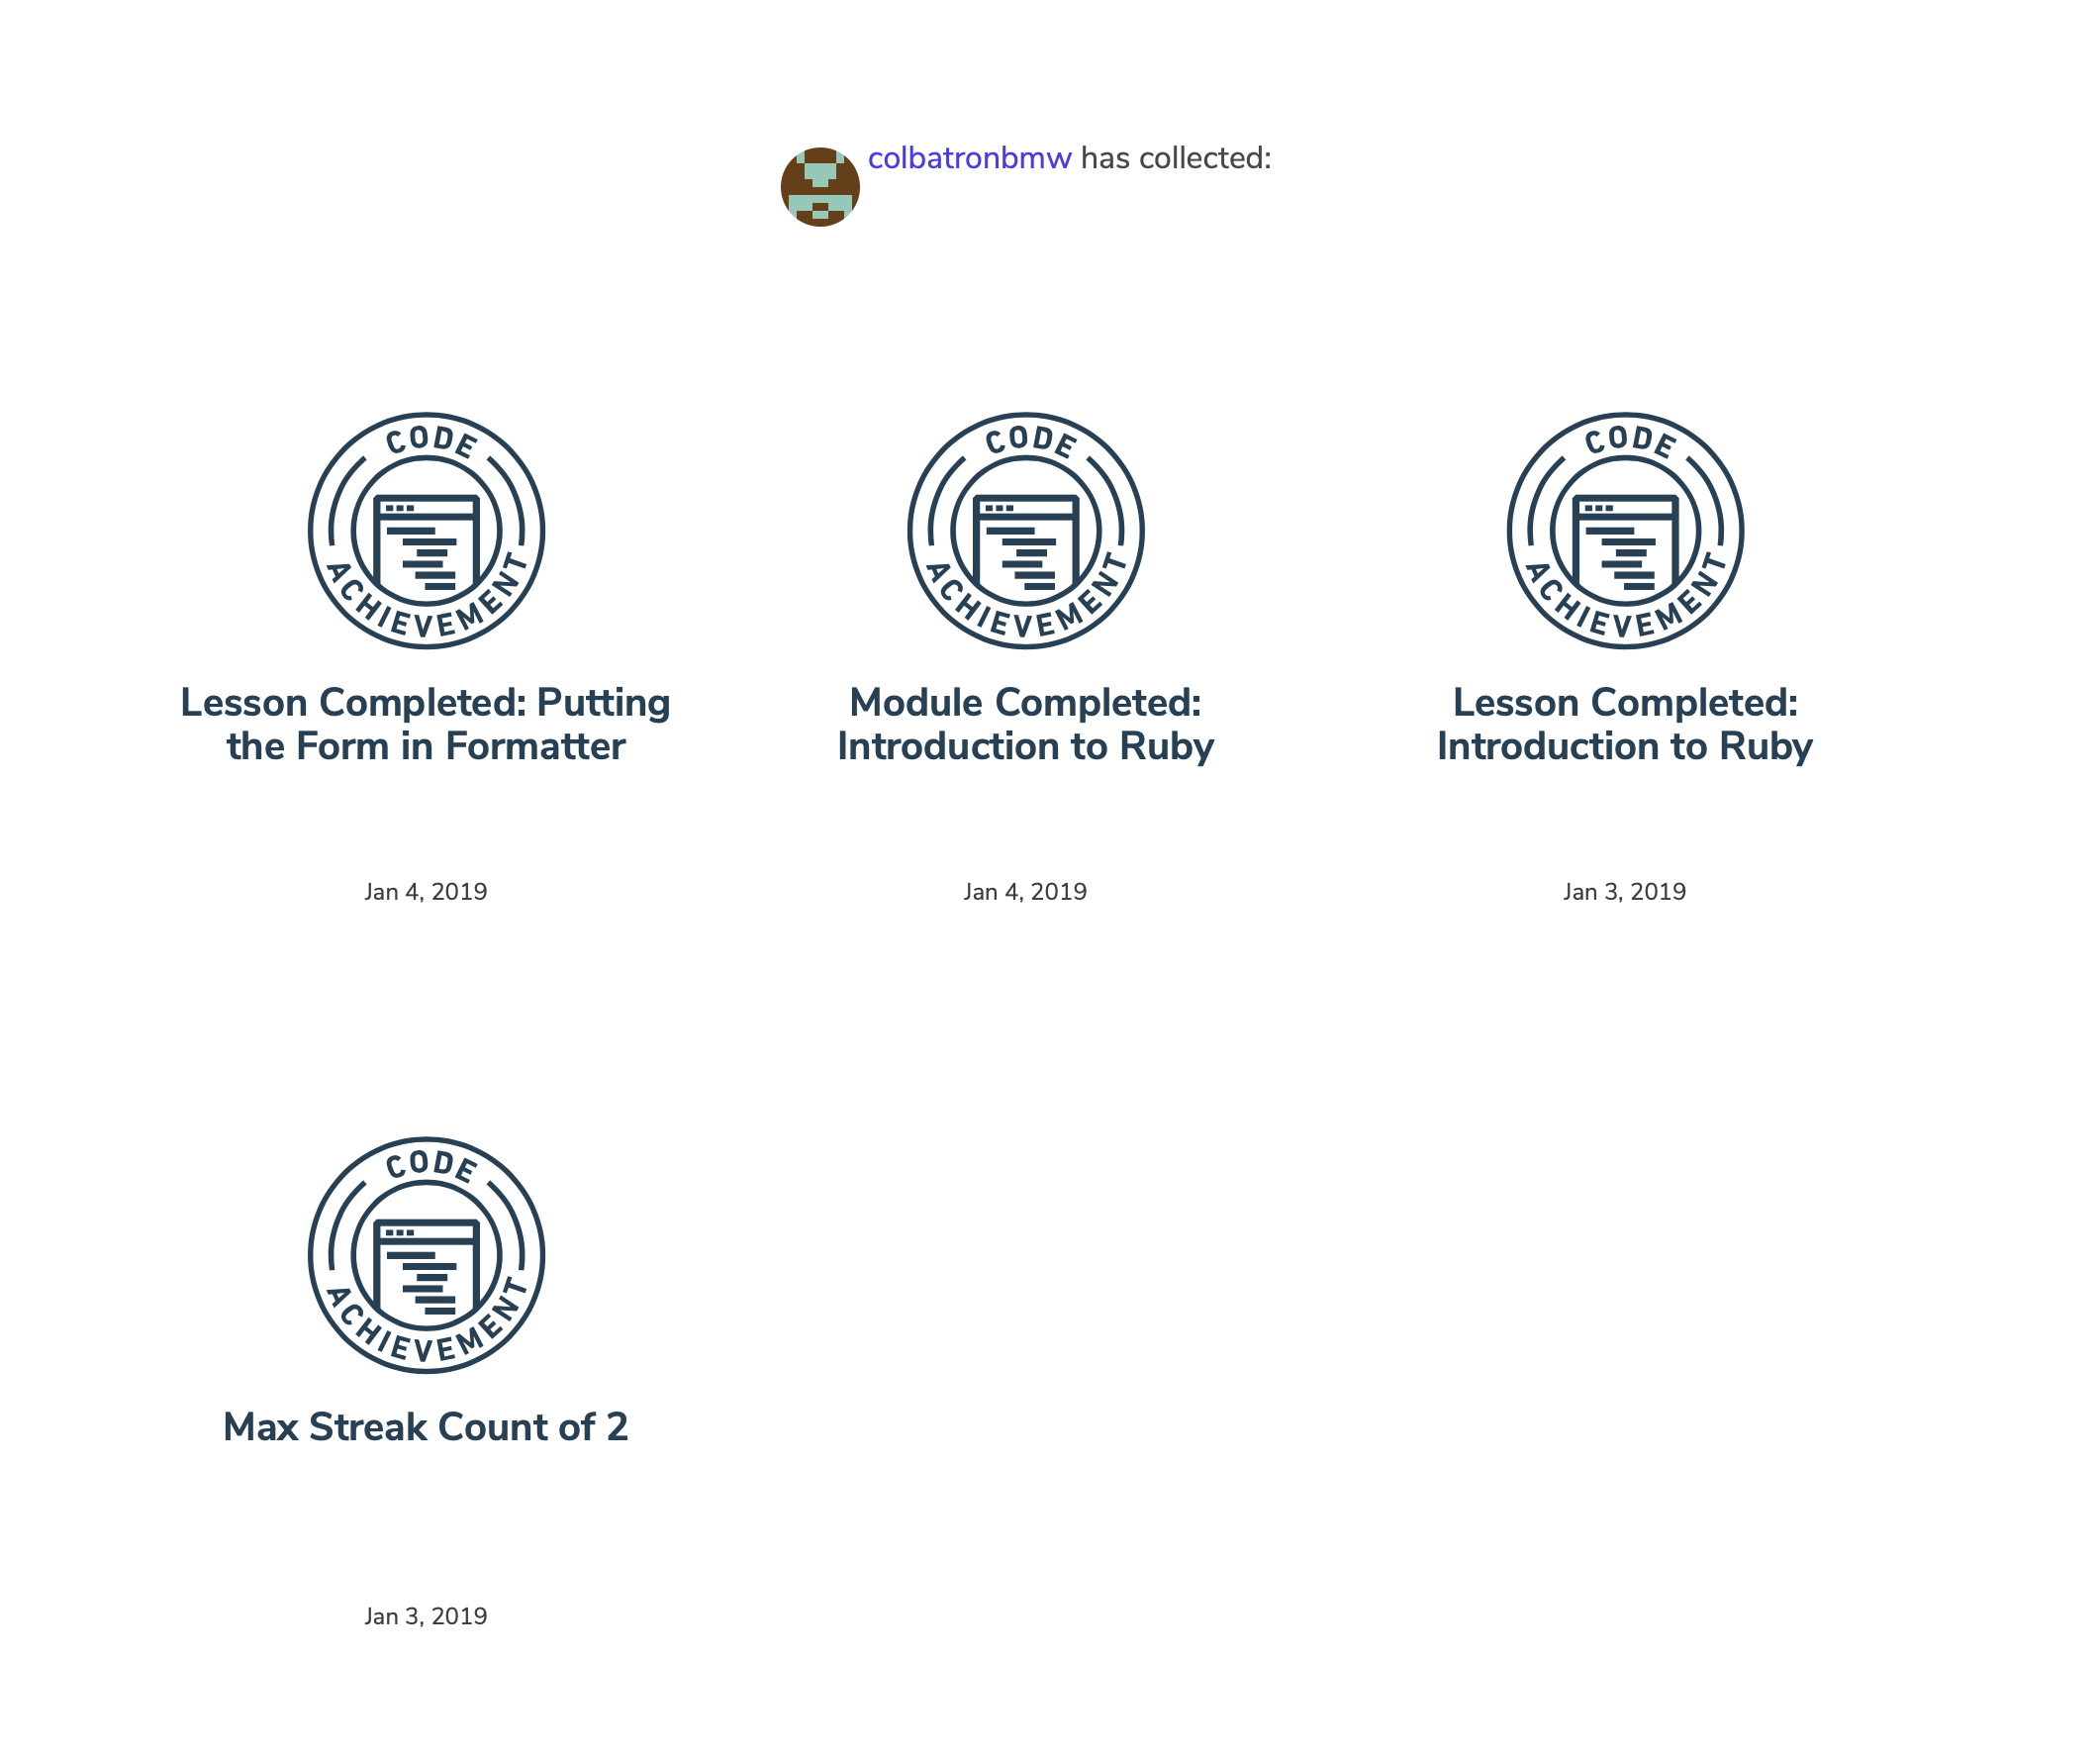 colbatronbmw has collected:
CODE
ACHIEVEMENT
Lesson Completed: Putting
the Form in Formatter
Jan 4, 2019
CODE
ACHIEVEMENT
Module Completed:
Introduction to Ruby
Jan 4, 2019
CODE
ACHIEVEMENT
Lesson Completed:
Introduction to Ruby
Jan 3, 2019
CODE
ACHIEVEMENT
Max Streak Count of 2
Jan 3, 2019